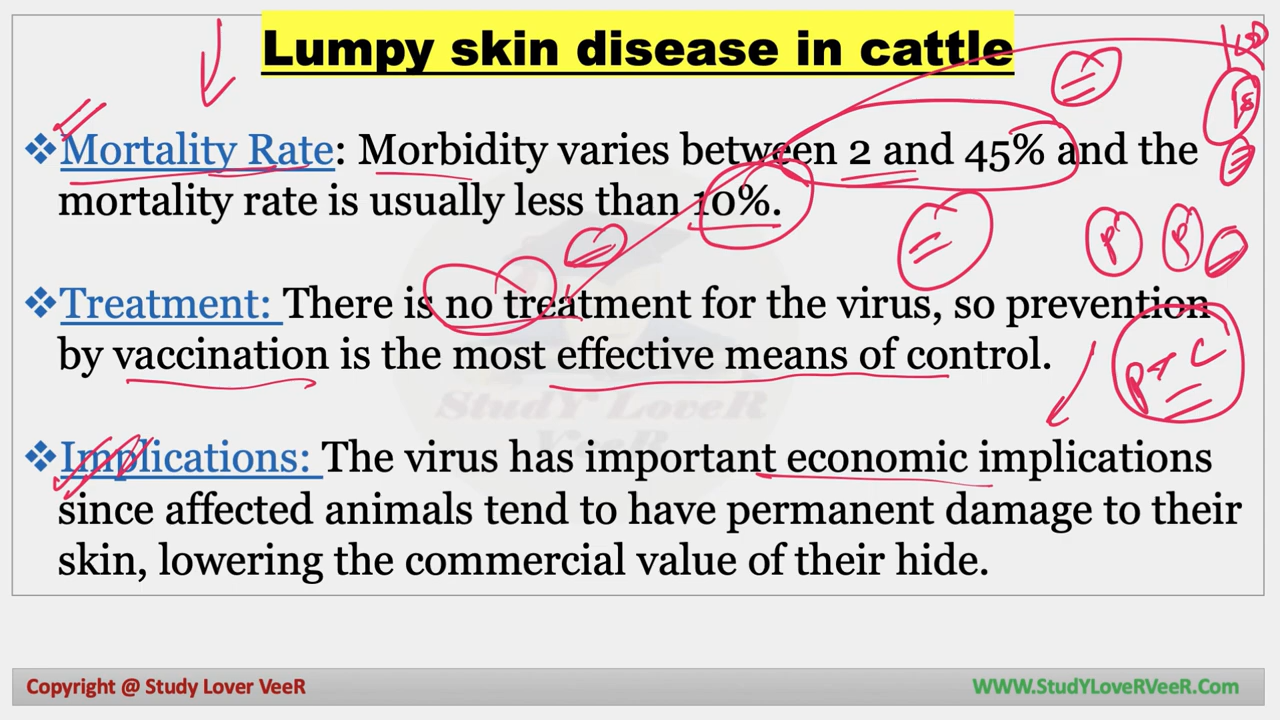 Lumpy skin disease in cattle
❖Mortality Rate: Morbidity varies between 2 and 45% and the
mortality rate is usually less than 10%.
❖Treatment: There is no treatment for the virus, so prevention
by vaccination is the most effective means of control.
StudY LoveR
VeeR
❖Implications: The virus has important economic implications
since affected animals tend to have permanent damage to their
skin, lowering the commercial value of their hide.
Copyright @ Study Lover VeeR
WWW.StudYLoveRVeeR.Com